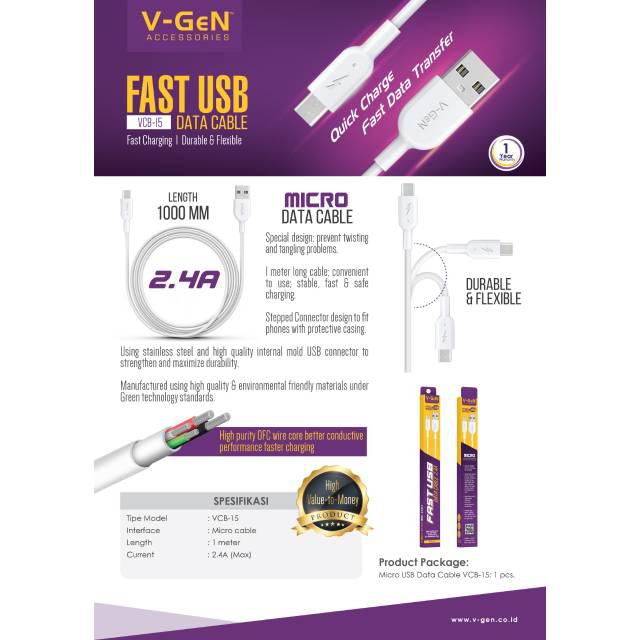 V-GeN™
ACCESSORIES
FAST USB
VCB-15 DATA CABLE
Fast Charging | Durable & Flexible
Quick Charge
Fast Data Transfer
V-GeN
1
Year
LENGTH
1000 MM
2.4A
MICRO
DATA CABLE
Special design; prevent twisting
and tangling problems.
1 meter long cable; convenient
to use; stable, fast & safe
charging.
Stepped Connector design to fit
phones with protective casing.
DURABLE
& FLEXIBLE
Using stainless steel and high quality internal mold USB connector to
strengthen and maximize durability.
Manufactured using high quality & environmental friendly materials under
Green technology standards.
High purity OFC wire core better conductive
performance faster charging
High
Value-to-Money
PRODUCT
SPESIFIKASI
Tipe Model : VCB-15
Interface : Micro cable
Length : 1 meter
Current : 2.4A (Max)
V-GeN
FAST USB
DATA CABLE 2.4A
V-GeN
MICRO
Product Package:
Micro USB Data Cable VCB-15: 1 pcs.
www.v-gen.co.id